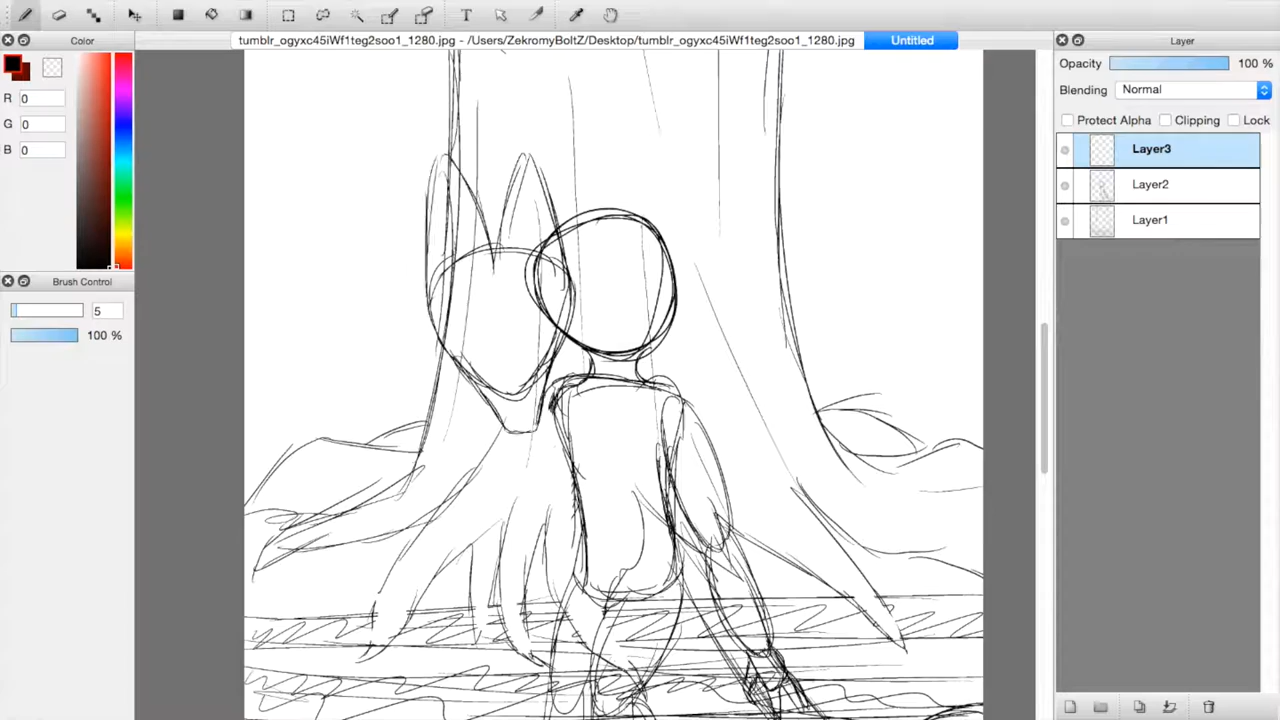 tumblr_ogyxc45iWf1teg2soo1_1280.jpg - /Users/ZekromyBoltZ/Desktop/tumblr_ogyxc45iWf1teg2soo1_1280.jpg
Untitled
Color
R 0
G 0
B 0
Brush Control
5
100 %
Layer
Opacity 100 %
Blending Normal
Protect Alpha Clipping Lock
Layer3
Layer2
Layer1